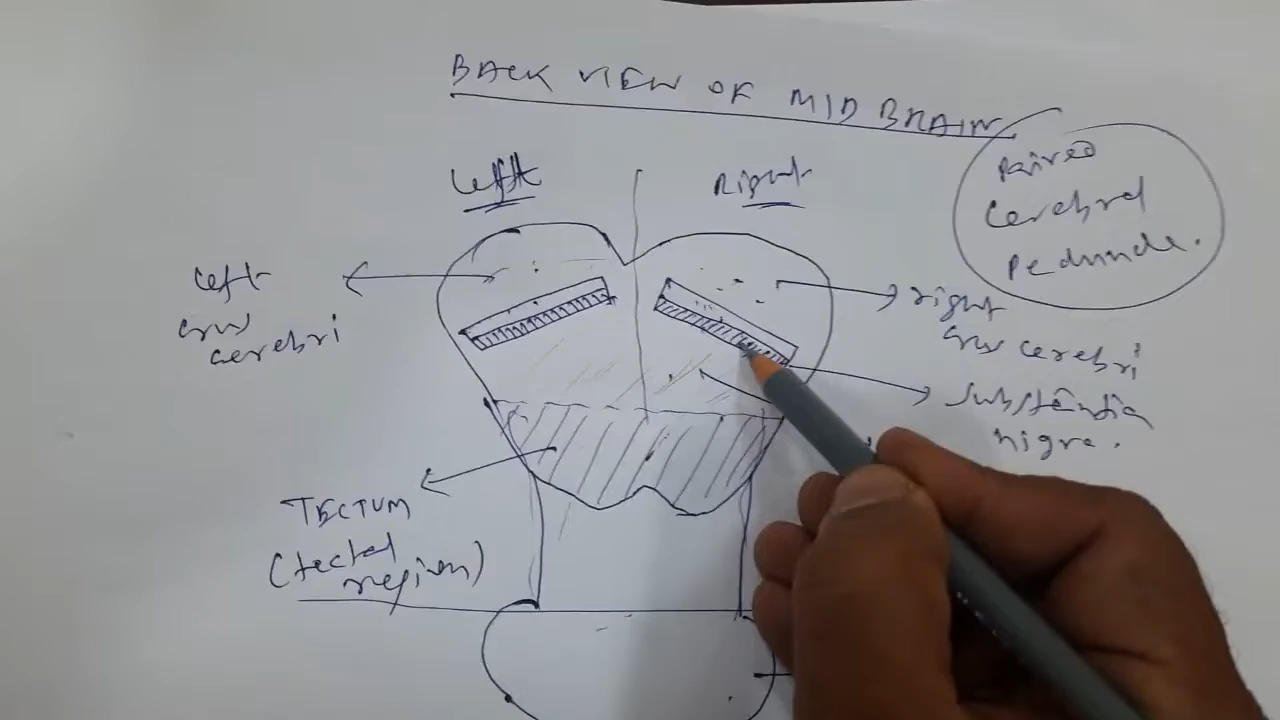 BACK VIEW OF MID BRAIN
Left
Right
Paired
cerebral
Peduncle.
left
crus
cerebri
right
crus cerebri
substantia
nigra.
TECTUM
(tectal
region)